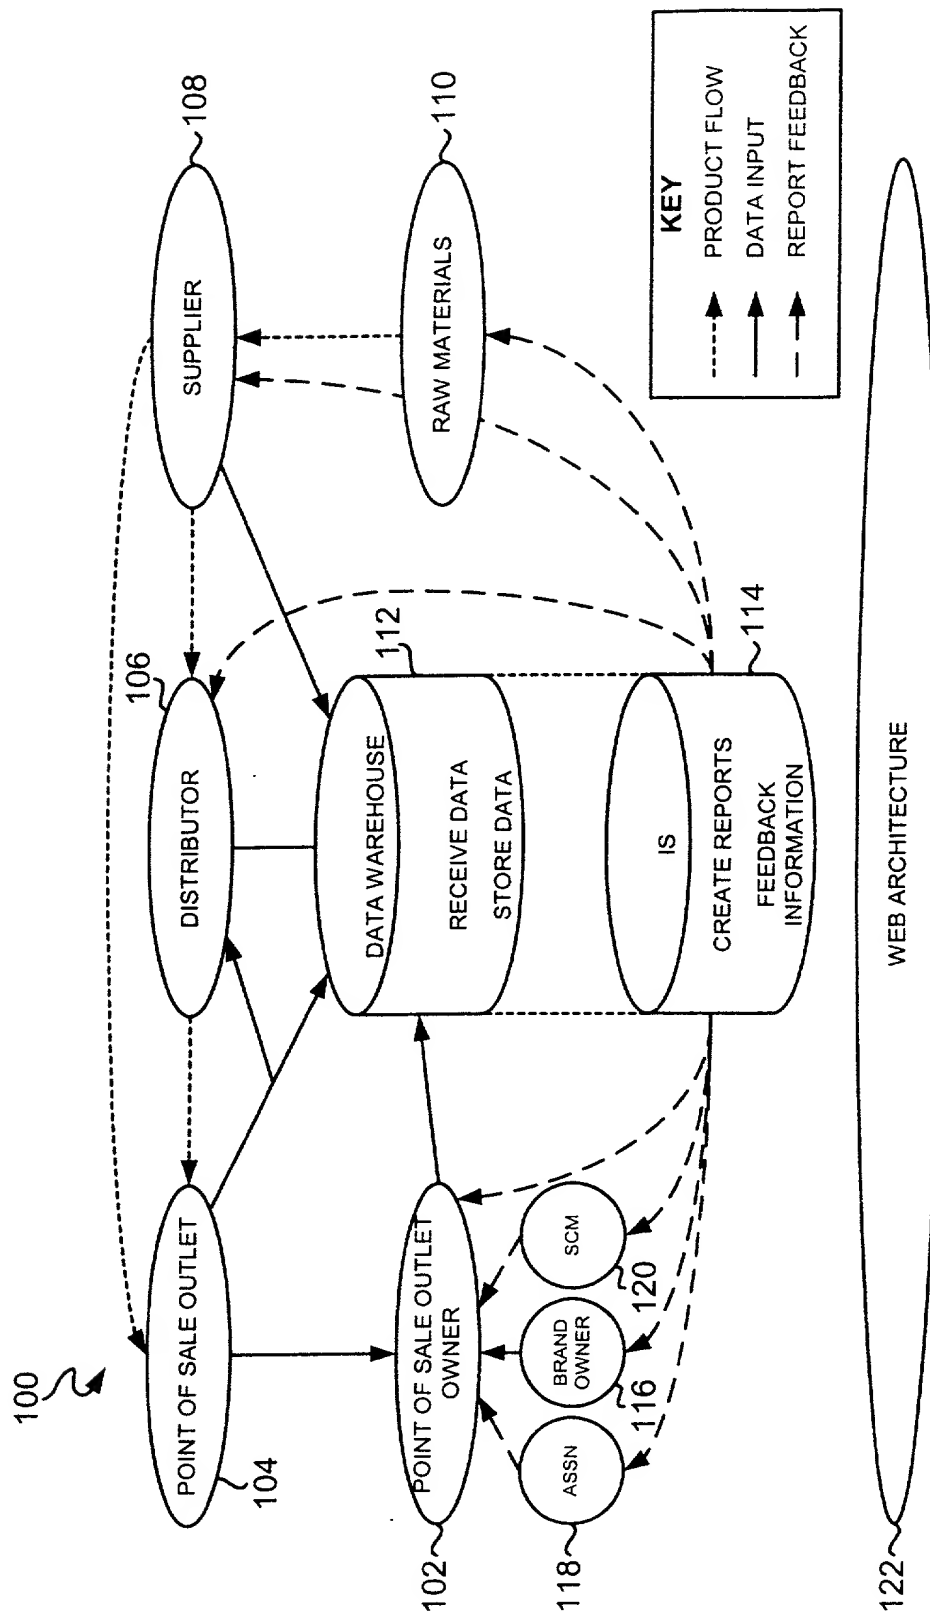 100
POINT OF SALE OUTLET
104
DISTRIBUTOR
106
SUPPLIER
108
POINT OF SALE OUTLET
OWNER
102
DATA WAREHOUSE
RECEIVE DATA
STORE DATA
112
RAW MATERIALS
110
ASSN
118
BRAND
OWNER
116
SCM
120
IS
CREATE REPORTS
FEEDBACK
INFORMATION
114
KEY
PRODUCT FLOW
DATA INPUT
REPORT FEEDBACK
WEB ARCHITECTURE
122